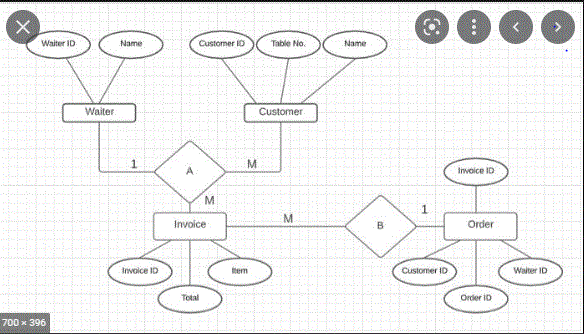 Waiter ID
Name
Customer ID
Table No.
Name
Waiter
Customer
1
A
M
M
Invoice ID
Invoice
M
B
1
Order
Invoice ID
Item
Total
Customer ID
Waiter ID
Order ID
700 × 396